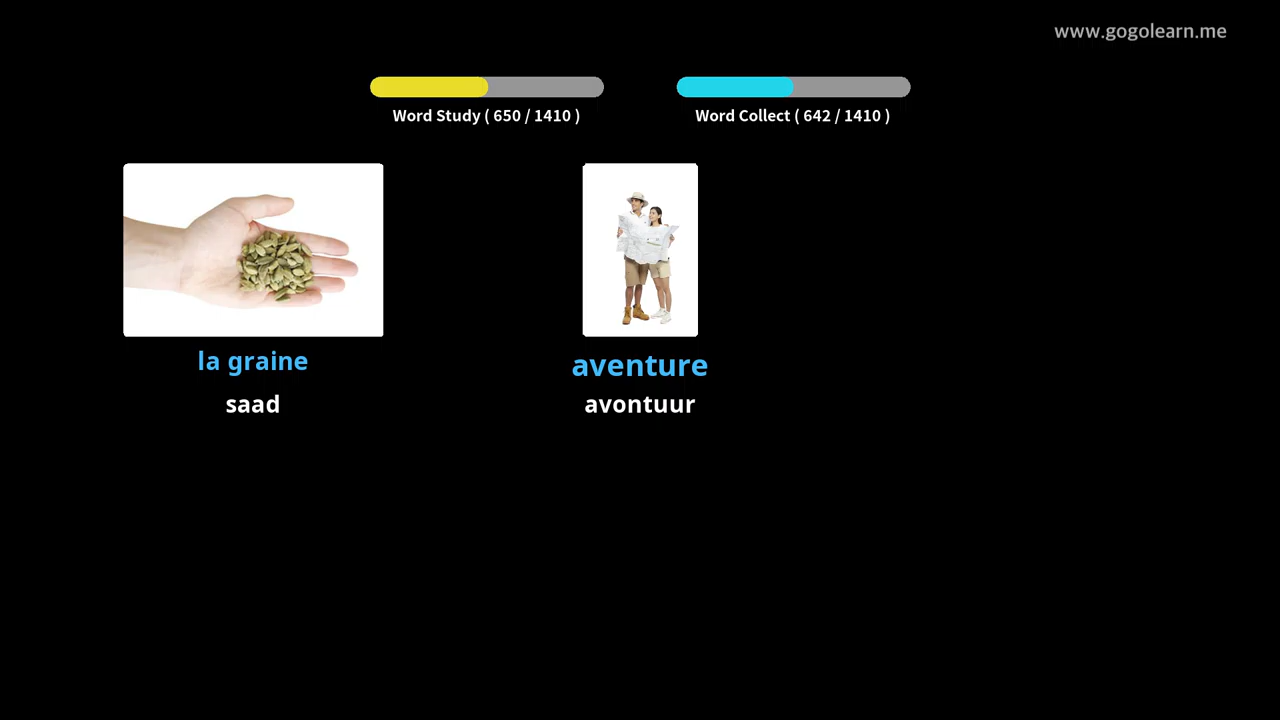 www.gogolearn.me
Word Study ( 650 / 1410 )
Word Collect ( 642 / 1410 )
la graine
saad
aventure
avontuur